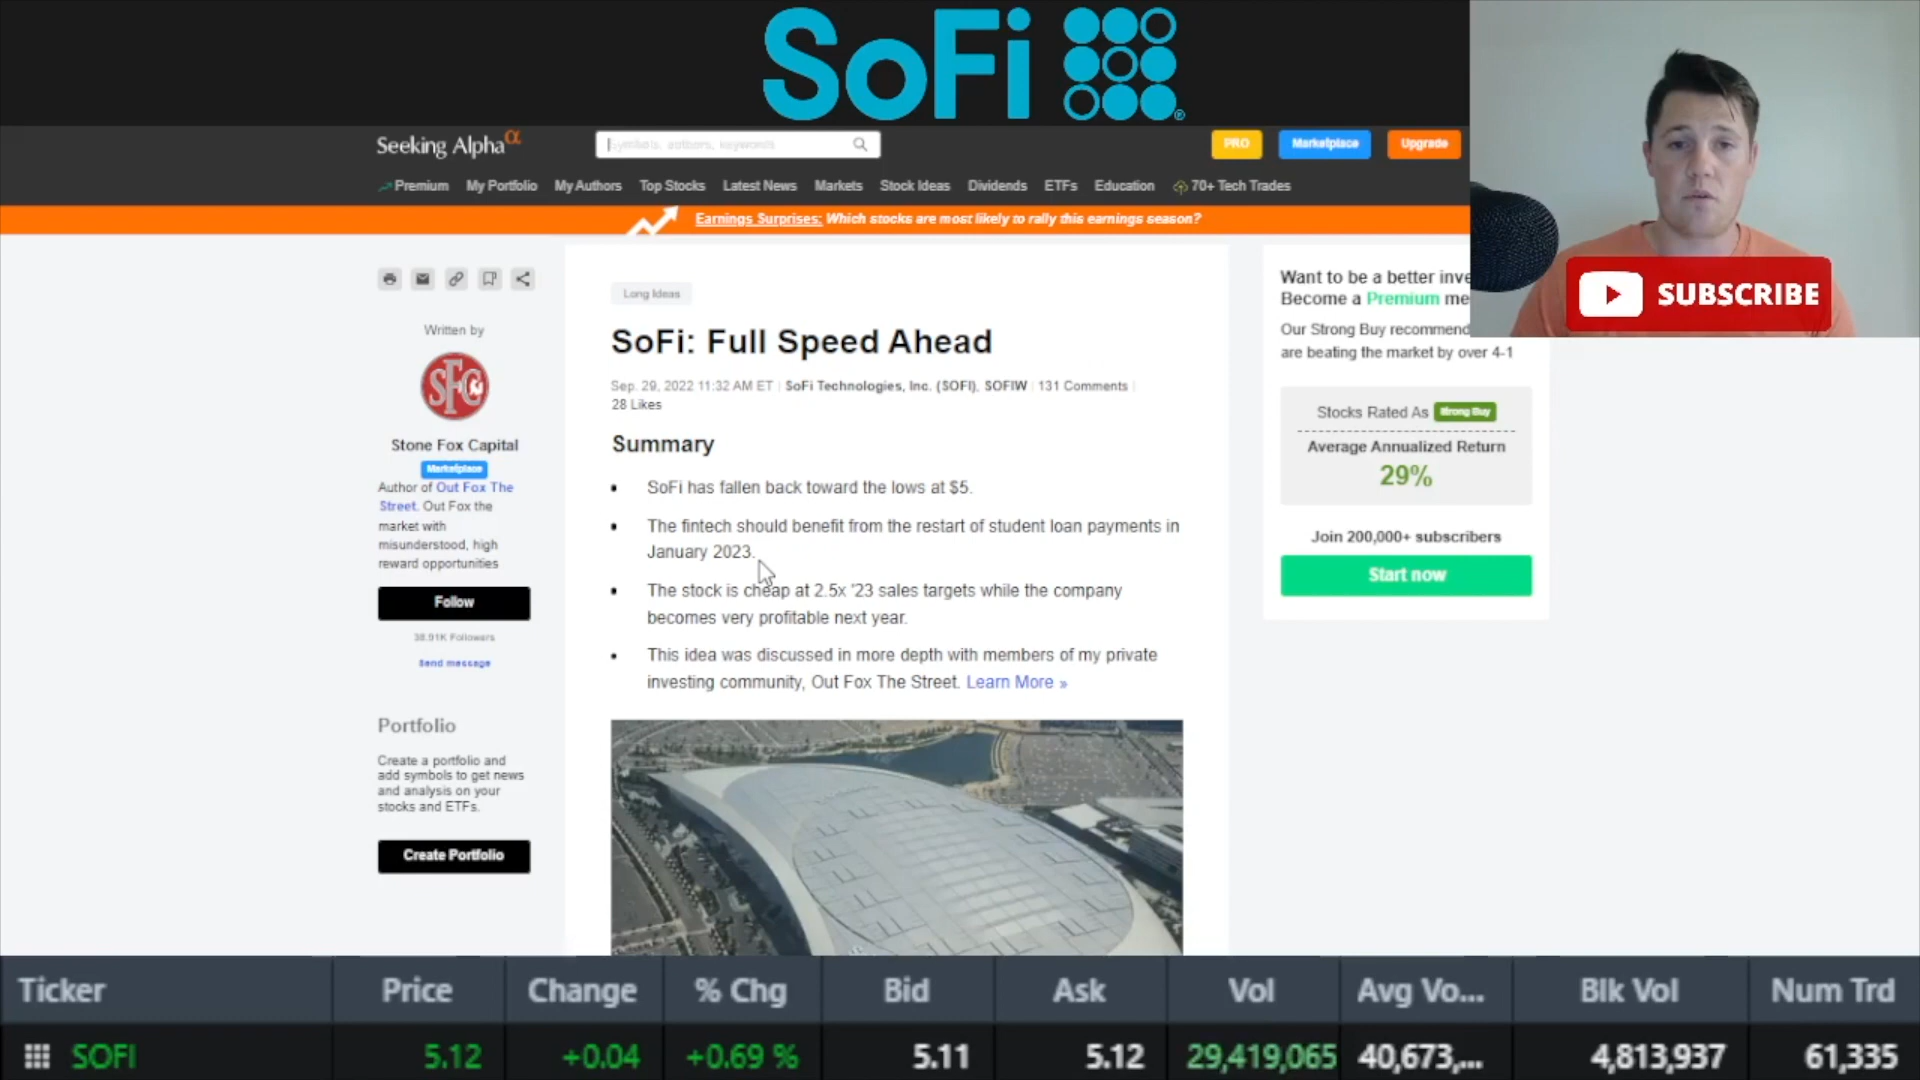 SoFi
Seeking Alpha α
Symbols, authors, keywords
PRO
Marketplace
Upgrade
Premium My Portfolio My Authors Top Stocks Latest News Markets Stock Ideas Dividends ETFs Education 70+ Tech Trades
Earnings Surprises: Which stocks are most likely to rally this earnings season?
Written by
SFC
Stone Fox Capital
Marketplace
Author of Out Fox The
Street. Out Fox the
market with
misunderstood, high
reward opportunities
Follow
38.91K Followers
Send message
Portfolio
Create a portfolio and
add symbols to get news
and analysis on your
stocks and ETFs.
Create Portfolio
Long Ideas
SoFi: Full Speed Ahead
Sep. 29, 2022 11:32 AM ET | SoFi Technologies, Inc. (SOFI), SOFIW | 131 Comments |
28 Likes
Summary
• SoFi has fallen back toward the lows at $5.
• The fintech should benefit from the restart of student loan payments in
January 2023.
• The stock is cheap at 2.5x '23 sales targets while the company
becomes very profitable next year.
• This idea was discussed in more depth with members of my private
investing community, Out Fox The Street. Learn More »
Want to be a better inve
Become a Premium me
Our Strong Buy recommend
are beating the market by over 4-1
Stocks Rated As Strong Buy
Average Annualized Return
29%
Join 200,000+ subscribers
Start now
SUBSCRIBE
Ticker Price Change % Chg Bid Ask Vol Avg Vo... Blk Vol Num Trd
SOFI 5.12 +0.04 +0.69 % 5.11 5.12 29,419,065 40,673,... 4,813,937 61,335